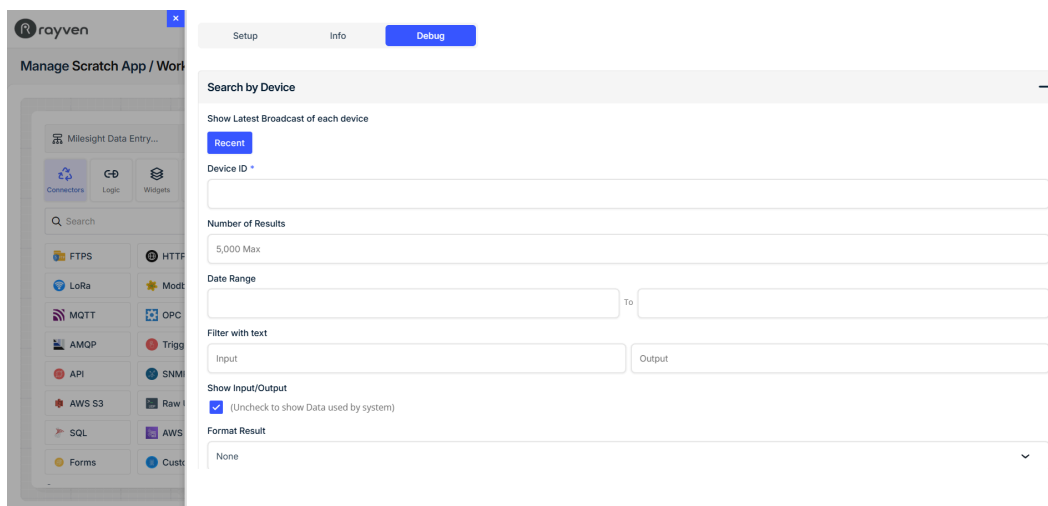 rayven
×
Manage Scratch App / Work
Milesight Data Entry...
Connectors
Logic
Widgets
Search
FTPS
HTTP
LoRa
Modb
MQTT
OPC
AMQP
Trigg
API
SNM
AWS S3
Raw
SQL
AWS
Forms
Custo
Setup
Info
Debug
Search by Device
Show Latest Broadcast of each device
Recent
Device ID *
Number of Results
5,000 Max
Date Range
To
Filter with text
Input
Output
Show Input/Output
(Uncheck to show Data used by system)
Format Result
None